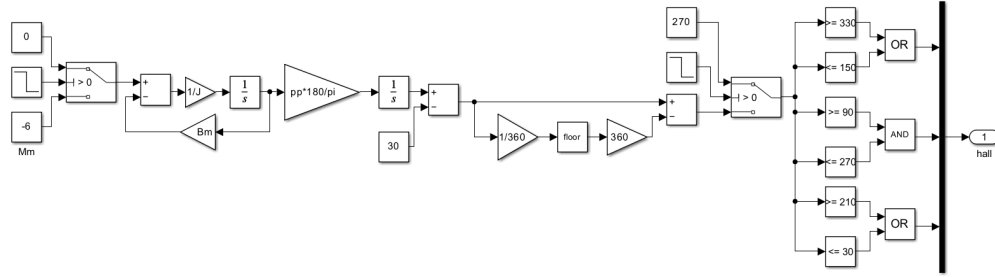 0
> 0
-6
Mm
+
−
1/J
1
s
Bm
pp*180/pi
1
s
30
+
−
1/360
floor
360
+
−
270
> 0
>= 330
<= 150
OR
>= 90
<= 270
AND
>= 210
<= 30
OR
1
hall